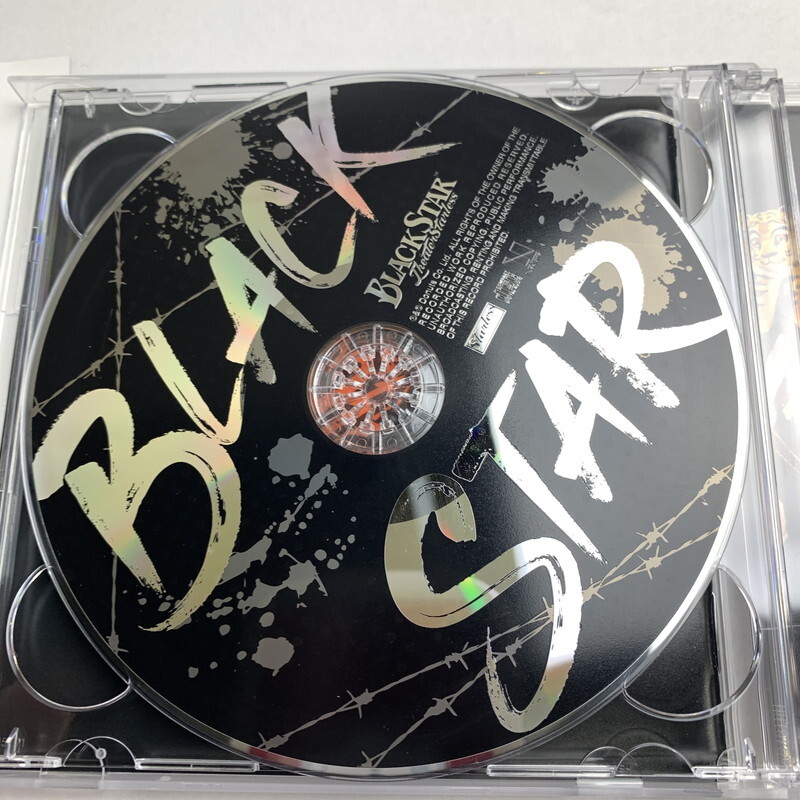 BLACK
STAR
BLACKSTAR
Theater Starless
℗&© Donuts Co. Ltd. ALL RIGHTS OF THE OWNER OF THE
RECORDED WORK REPRODUCED RESERVED.
UNAUTHORIZED COPYING, PUBLIC PERFORMANCE,
BROADCASTING, RENTING AND MAKING TRANSMITTABLE
OF THIS RECORD PROHIBITED.
Starless